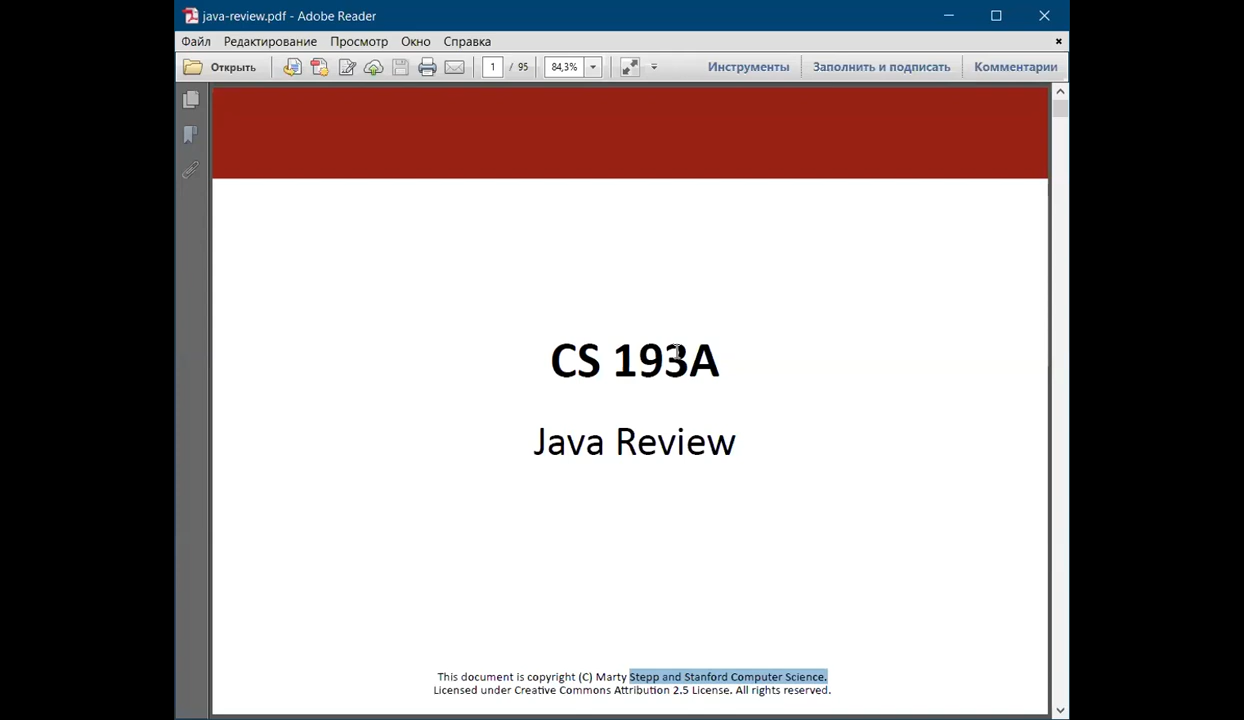 java-review.pdf - Adobe Reader
Файл Редактирование Просмотр Окно Справка
Открыть 1 / 95 84,3% Инструменты Заполнить и подписать Комментарии
CS 193A
Java Review
This document is copyright (C) Marty Stepp and Stanford Computer Science.
Licensed under Creative Commons Attribution 2.5 License. All rights reserved.